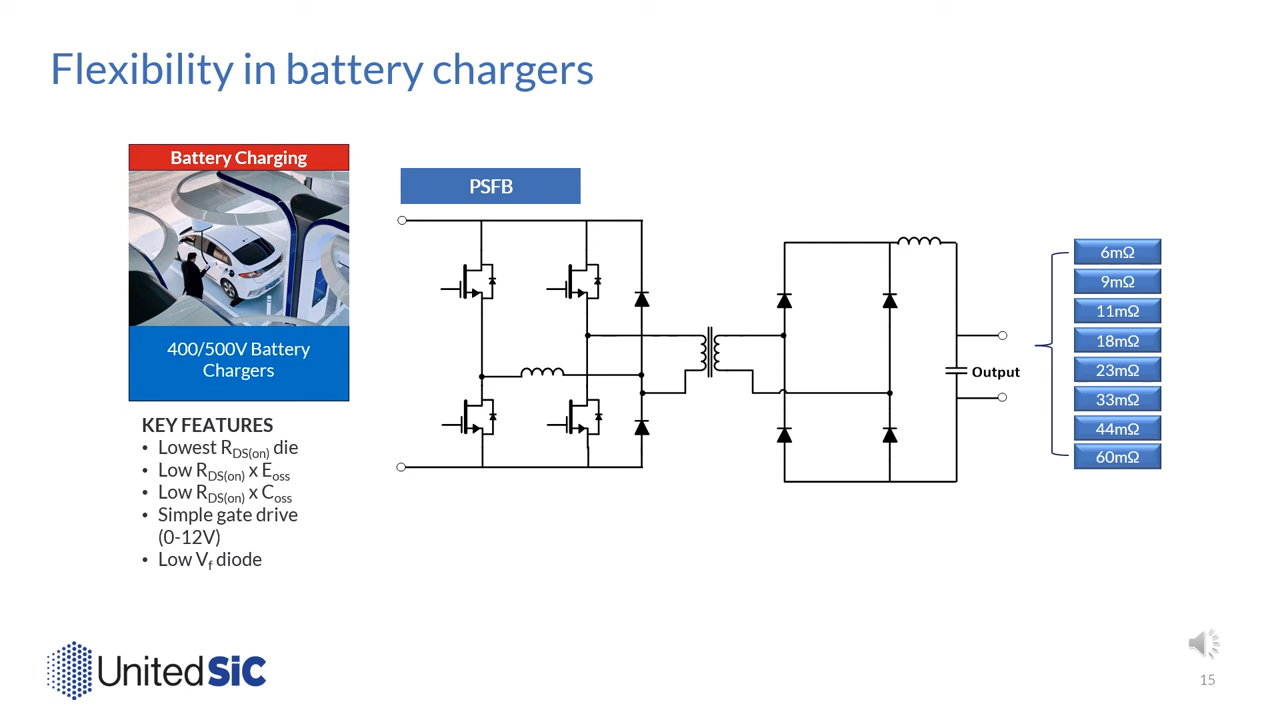 Flexibility in battery chargers
Battery Charging
400/500V Battery
Chargers
KEY FEATURES
• Lowest RDS(on) die
• Low RDS(on) x Eoss
• Low RDS(on) x Coss
• Simple gate drive
(0-12V)
• Low Vf diode
PSFB
Output
6mΩ
9mΩ
11mΩ
18mΩ
23mΩ
33mΩ
44mΩ
60mΩ
United SiC
15